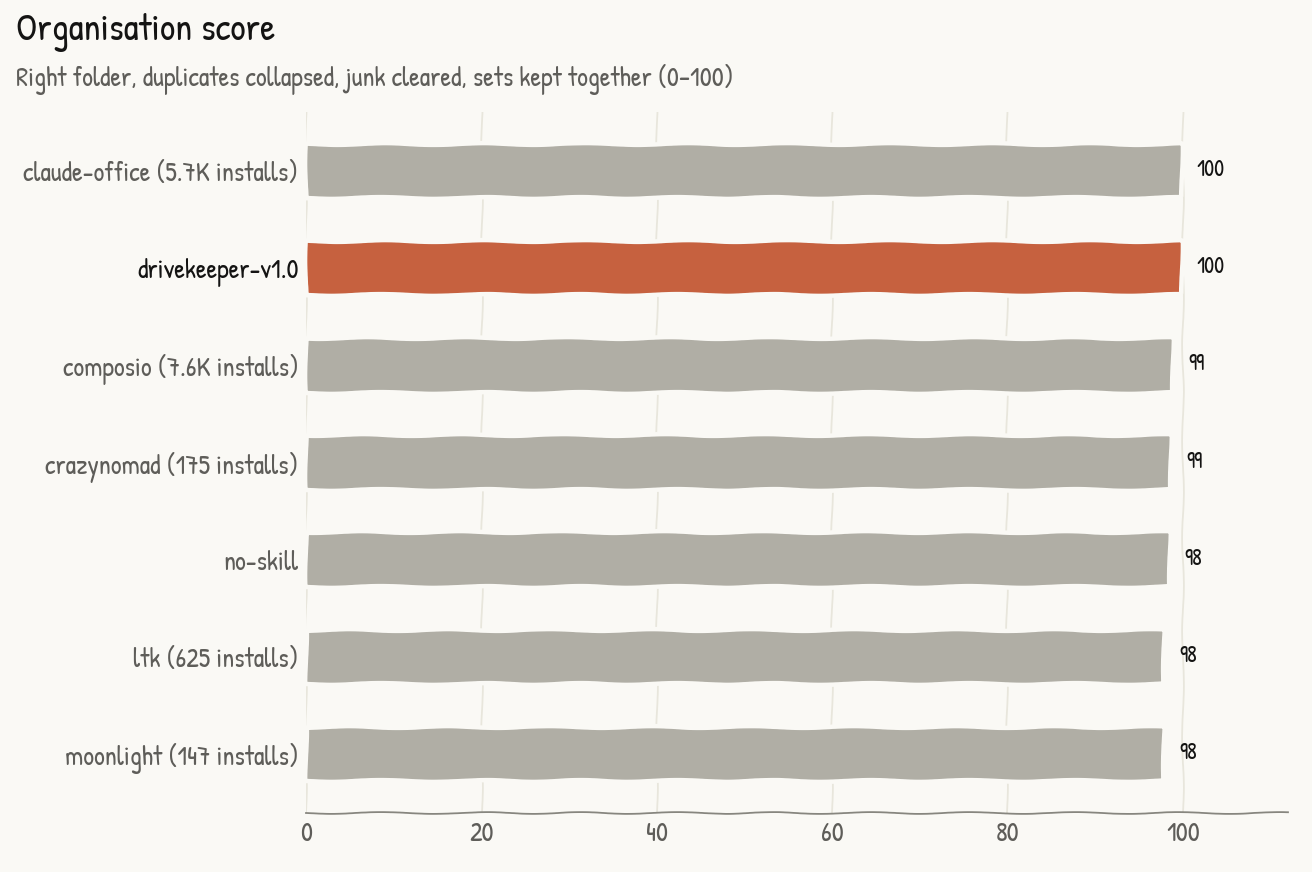 Organisation score
Right folder, duplicates collapsed, junk cleared, sets kept together (0-100)
claude-office (5.7K installs) 100
drivekeeper-v1.0 100
composio (7.6K installs) 99
crazynomad (175 installs) 99
no-skill 98
ltk (625 installs) 98
moonlight (147 installs) 98
0 20 40 60 80 100